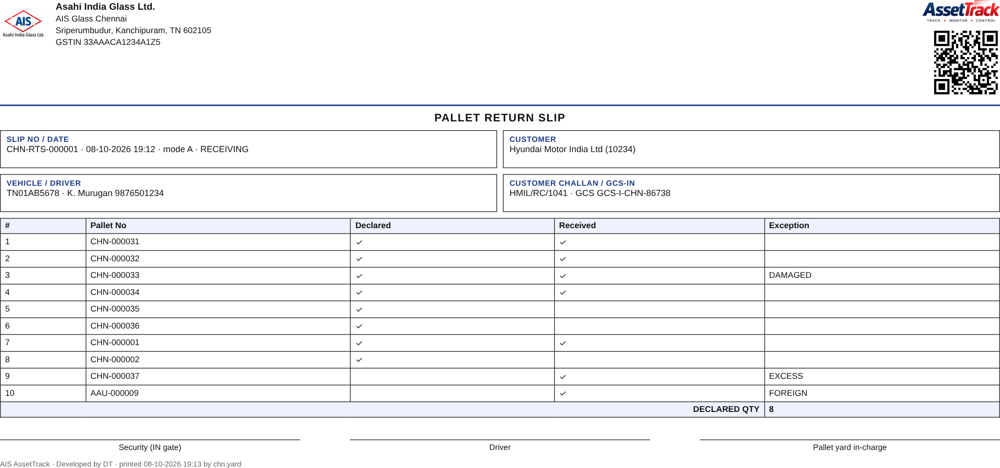 AIS
Asahi India Glass Ltd.
Asahi India Glass Ltd.
AIS Glass Chennai
Sriperumbudur, Kanchipuram, TN 602105
GSTIN 33AAACA1234A1Z5
AssetTrack
TRACK • MONITOR • CONTROL
PALLET RETURN SLIP
SLIP NO / DATE
CHN-RTS-000001 · 08-10-2026 19:12 · mode A · RECEIVING
CUSTOMER
Hyundai Motor India Ltd (10234)
VEHICLE / DRIVER
TN01AB5678 · K. Murugan 9876501234
CUSTOMER CHALLAN / GCS-IN
HMIL/RC/1041 · GCS GCS-I-CHN-86738
# Pallet No Declared Received Exception
1 CHN-000031 ✓ ✓
2 CHN-000032 ✓ ✓
3 CHN-000033 ✓ ✓ DAMAGED
4 CHN-000034 ✓ ✓
5 CHN-000035 ✓
6 CHN-000036 ✓
7 CHN-000001 ✓ ✓
8 CHN-000002 ✓
9 CHN-000037 ✓ EXCESS
10 AAU-000009 ✓ FOREIGN
DECLARED QTY 8
Security (IN gate) Driver Pallet yard in-charge
AIS AssetTrack · Developed by DT · printed 08-10-2026 19:13 by chn.yard